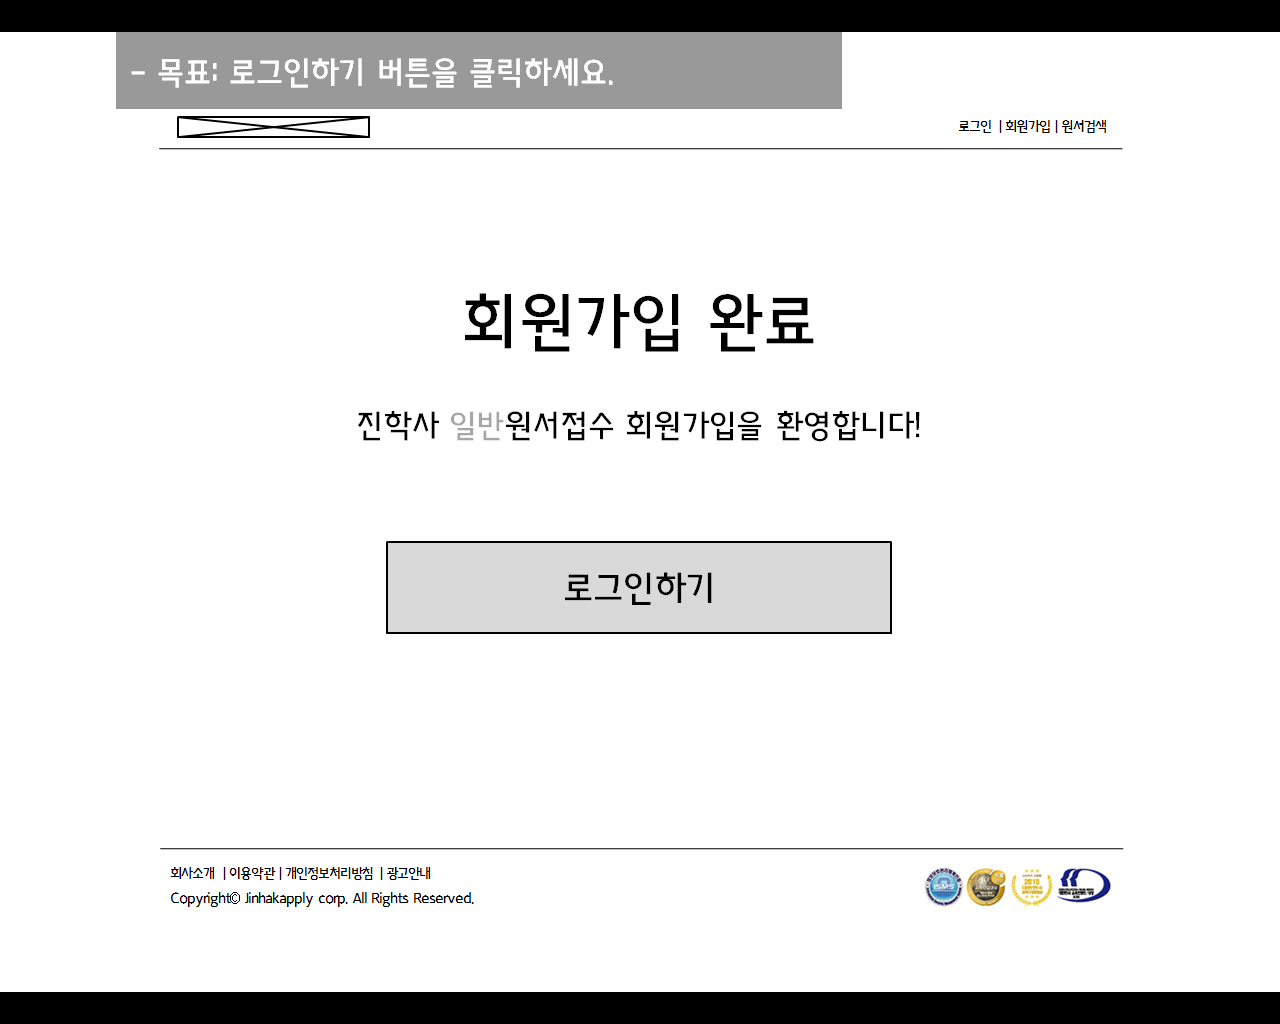 - 목표: 로그인하기 버튼을 클릭하세요.
로그인 | 회원가입 | 원서검색
회원가입 완료
진학사 일반원서접수 회원가입을 환영합니다!
로그인하기
회사소개 | 이용약관 | 개인정보처리방침 | 광고안내
Copyright© Jinhakapply corp. All Rights Reserved.
ISMS